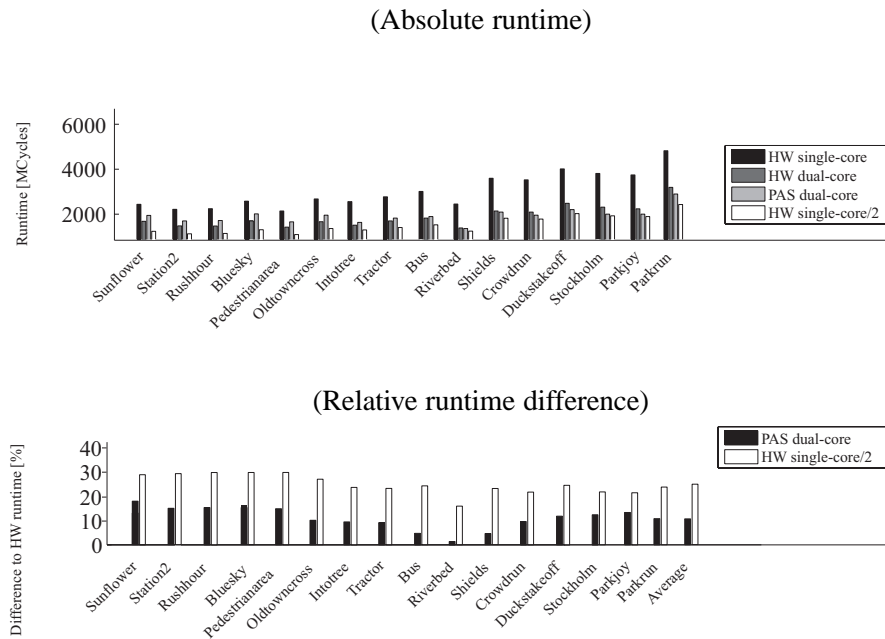 (Absolute runtime)
Runtime [MCycles]
6000
4000
2000
HW single-core
HW dual-core
PAS dual-core
HW single-core/2
Sunflower
Station2
Rushhour
Bluesky
Pedestrianarea
Oldtowncross
Intotree
Tractor
Bus
Riverbed
Shields
Crowdrun
Duckstakeoff
Stockholm
Parkjoy
Parkrun
(Relative runtime difference)
Difference to HW runtime [%]
40
30
20
10
0
PAS dual-core
HW single-core/2
Sunflower
Station2
Rushhour
Bluesky
Pedestrianarea
Oldtowncross
Intotree
Tractor
Bus
Riverbed
Shields
Crowdrun
Duckstakeoff
Stockholm
Parkjoy
Parkrun
Average